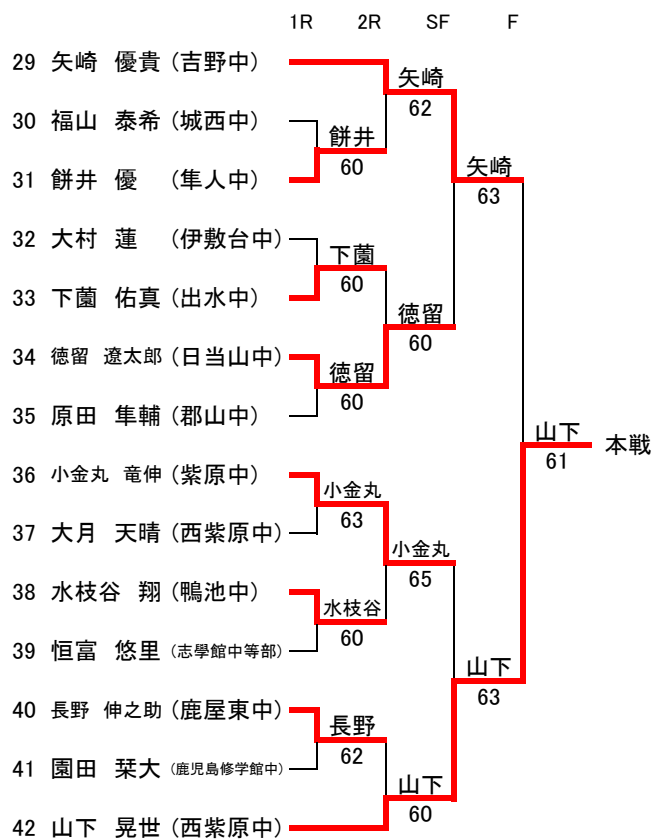 1R 2R SF F
29 矢崎 優貴 (吉野中)
矢崎
62
30 福山 泰希 (城西中)
餅井
60
31 餅井 優 (隼人中)
矢崎
63
32 大村 蓮 (伊敷台中)
下薗
60
33 下薗 佑真 (出水中)
徳留
60
34 徳留 遼太郎 (日当山中)
徳留
60
35 原田 隼輔 (郡山中)
山下
61
本戦
36 小金丸 竜伸 (紫原中)
小金丸
63
37 大月 天晴 (西紫原中)
小金丸
65
38 水枝谷 翔 (鴨池中)
水枝谷
60
39 恒富 悠里 (志學館中等部)
山下
63
40 長野 伸之助 (鹿屋東中)
長野
62
41 園田 栞大 (鹿児島修学館中)
山下
60
42 山下 晃世 (西紫原中)